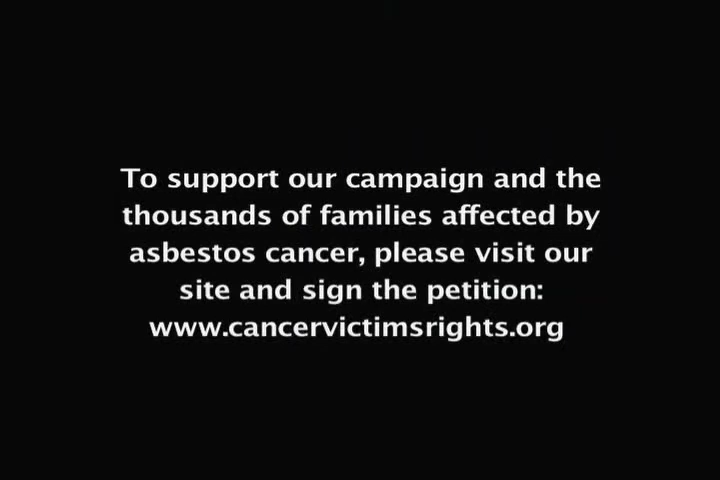 To support our campaign and the
thousands of families affected by
asbestos cancer, please visit our
site and sign the petition:
www.cancervictimsrights.org